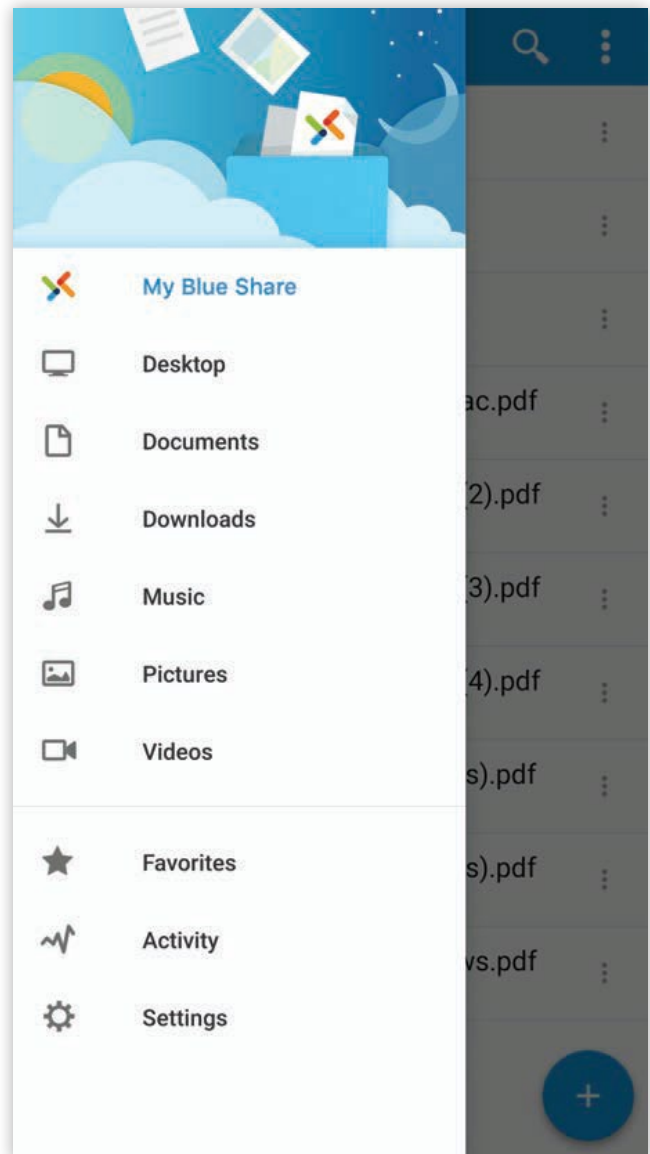 My Blue Share
Desktop
ac.pdf
Documents
(2).pdf
Downloads
(3).pdf
Music
(4).pdf
Pictures
s).pdf
Videos
s).pdf
Favorites
ws.pdf
Activity
Settings